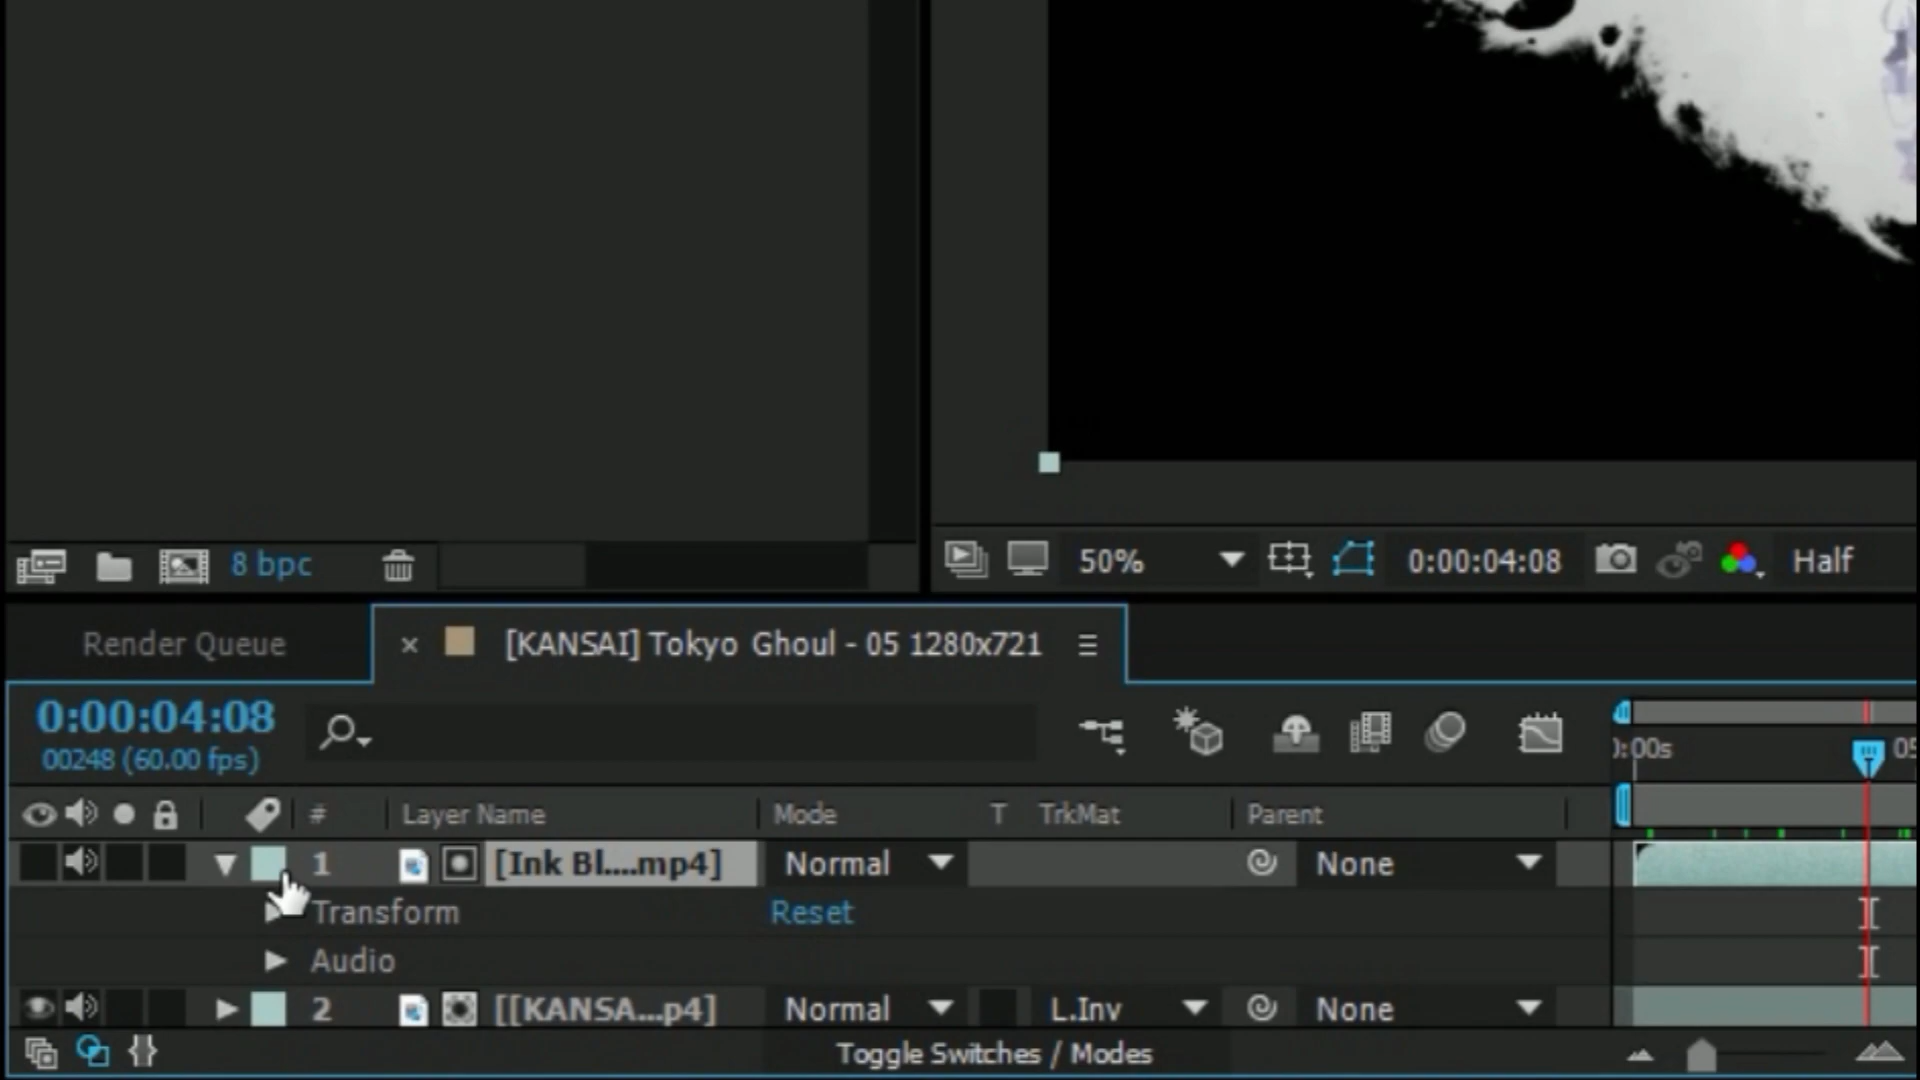 8 bpc
50%
0:00:04:08
Half
Render Queue
× [KANSAI] Tokyo Ghoul - 05 1280x721
0:00:04:08
00248 (60.00 fps)
):00s
05
# Layer Name
Mode
T TrkMat
Parent
1 [Ink Bl....mp4]
Normal
None
Transform
Reset
Audio
2 [[KANSA...p4]
Normal
L.Inv
None
Toggle Switches / Modes